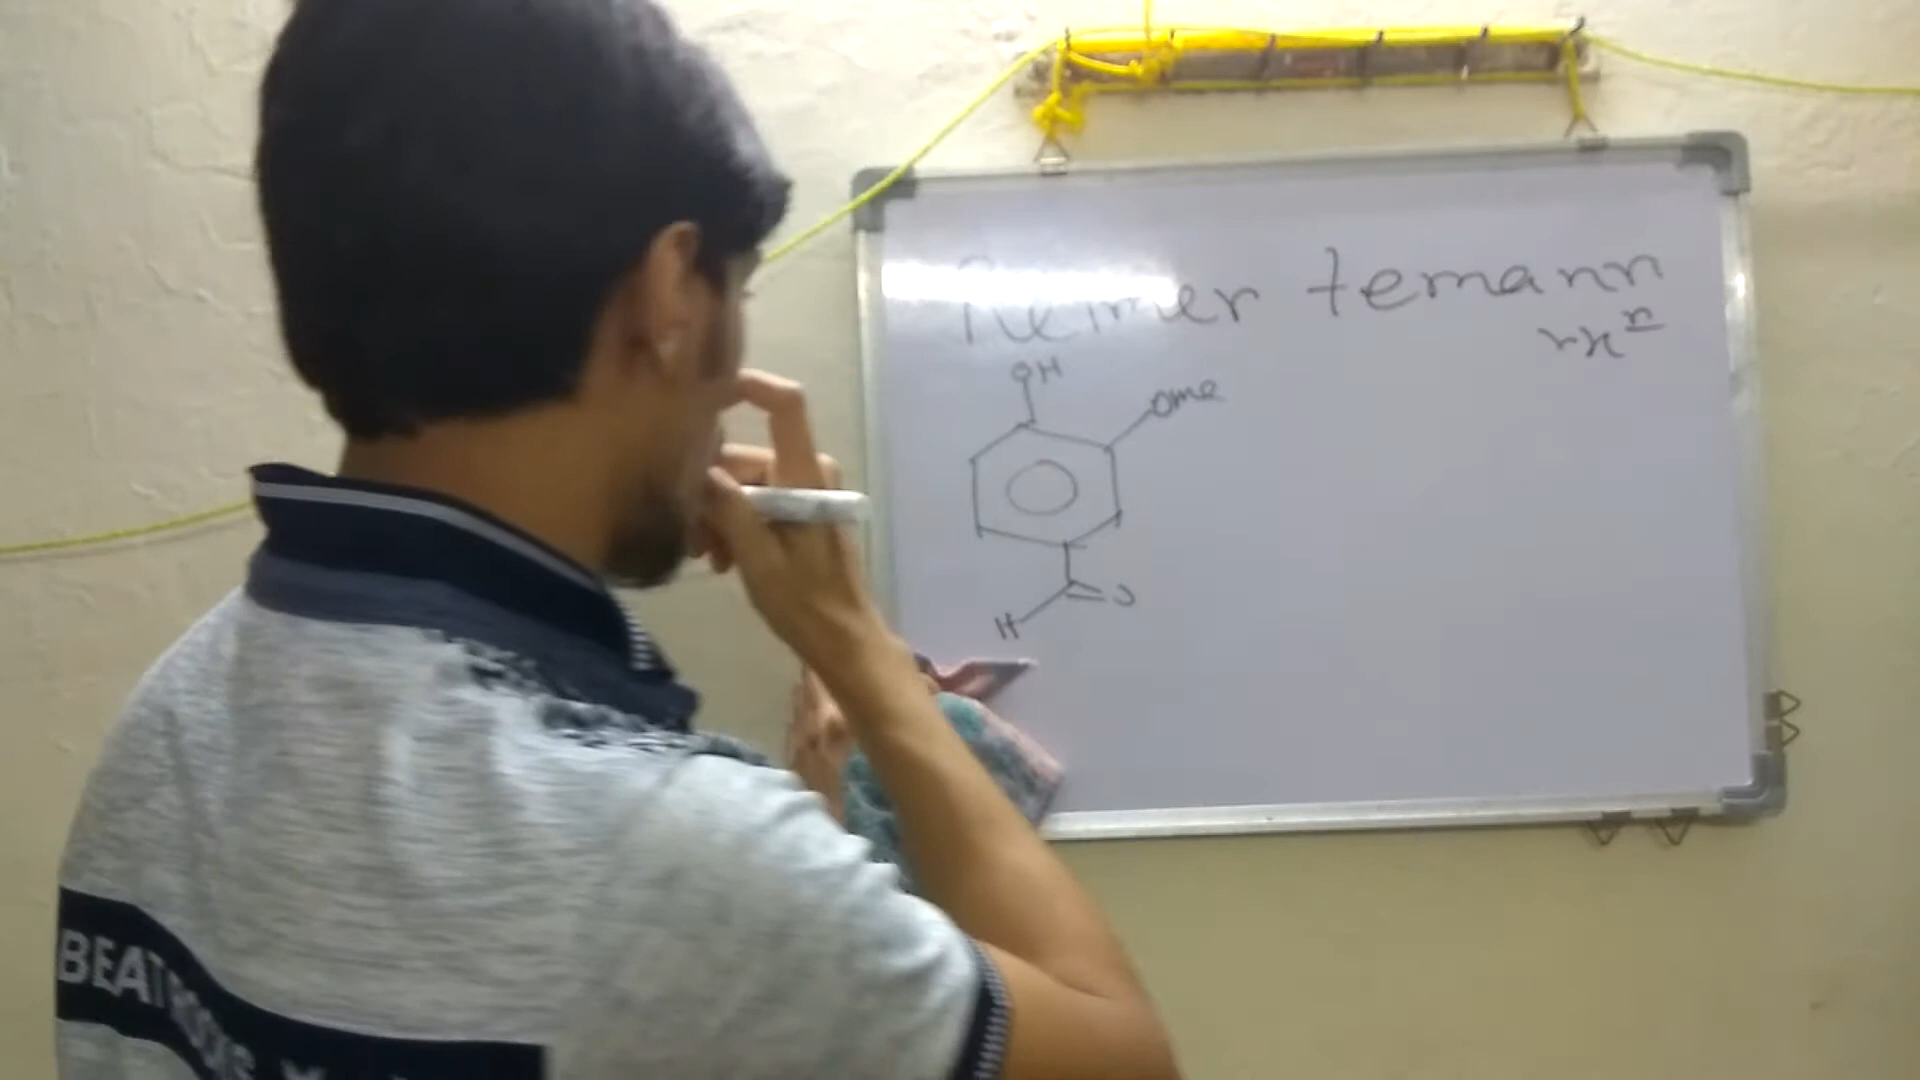 Reimer temann
rxn
OH
OMe
O
H
BEAT